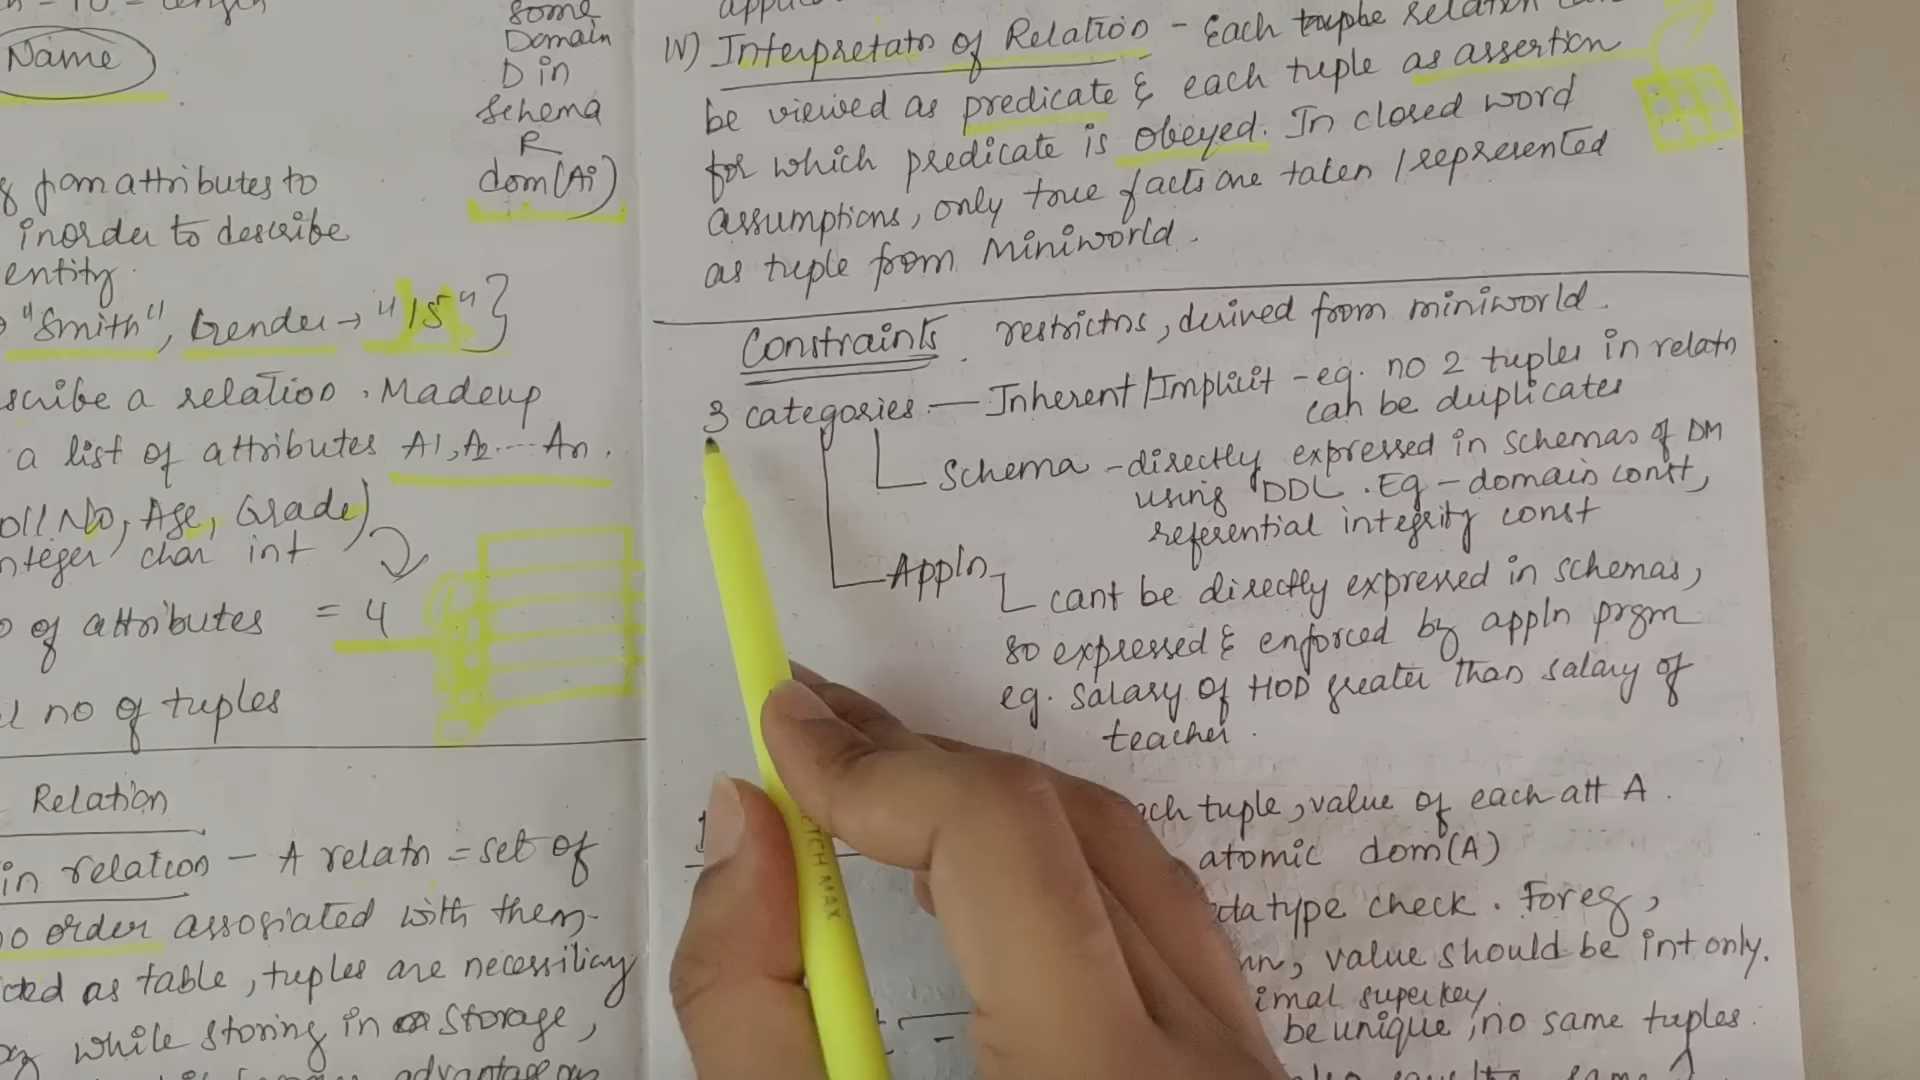 Name
some
Domain
D in
Schema
R
dom(Ai)
from attributes to
inorder to describe
entity.
"Smith", Gender → "15"}
scribe a relation. Madeup
a list of attributes A1, A2 ... An.
oll No, Age, Grade)
nteger char int
of attributes = 4
no of tuples
Relation
in relation - A relatn = set of
no order associated with them.
cted as table, tuples are necessiliay
while storing in storage,
advantage
IV) Interpretatn of Relation - Each relatn
be viewed as predicate & each tuple as assertion
for which predicate is obeyed. In closed word
assumptions, only true facts are taken / represented
as tuple from Miniworld.
Constraints. restrictns, derived from miniworld.
3 categories — Inherent/Implicit - eg. no 2 tuples in relatn
can be duplicates
Schema - directly expressed in schemas of DM
using DDL. Eg - domain const,
referential integrity const
Appln
cant be directly expressed in schemas,
so expressed & enforced by appln prgm
eg. salary of HOD greater than salary of
teacher.
ach tuple, value of each att A.
atomic dom(A)
datatype check. For eg,
mn, value should be int only.
imal superkey.
be unique, no same tuples.
same